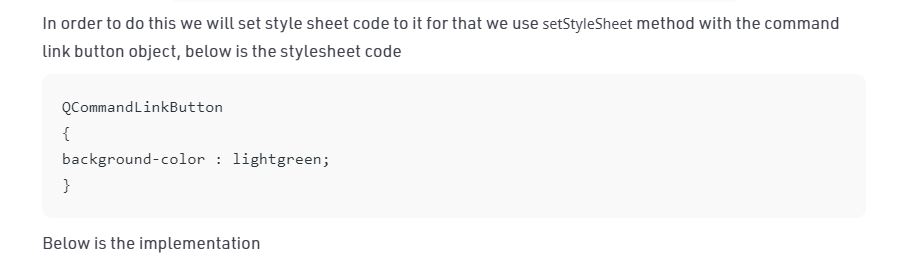 In order to do this we will set style sheet code to it for that we use setStyleSheet method with the command
link button object, below is the stylesheet code
QCommandLinkButton
{
background-color : lightgreen;
}
Below is the implementation